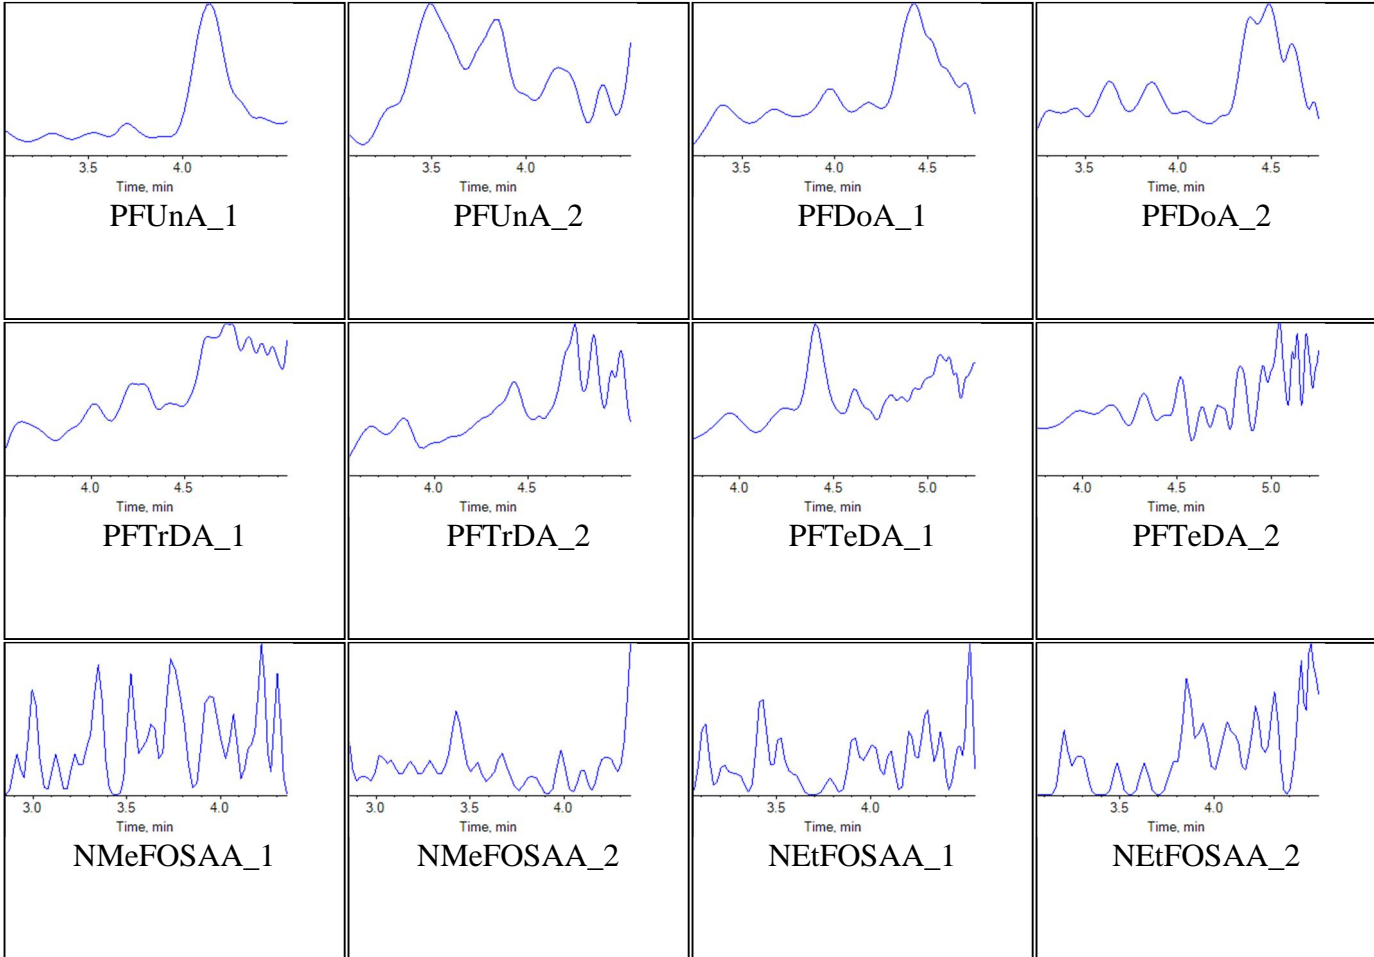 3.5 4.0 3.5 4.0 3.5 4.0 4.5 3.5 4.0 4.5
Time, min Time, min Time, min Time, min
PFUnA_1 PFUnA_2 PFDoA_1 PFDoA_2
4.0 4.5 4.0 4.5 4.0 4.5 5.0 4.0 4.5 5.0
Time, min Time, min Time, min Time, min
PFTrDA_1 PFTrDA_2 PFTeDA_1 PFTeDA_2
3.0 3.5 4.0 3.0 3.5 4.0 3.5 4.0 3.5 4.0
Time, min Time, min Time, min Time, min
NMeFOSAA_1 NMeFOSAA_2 NEtFOSAA_1 NEtFOSAA_2